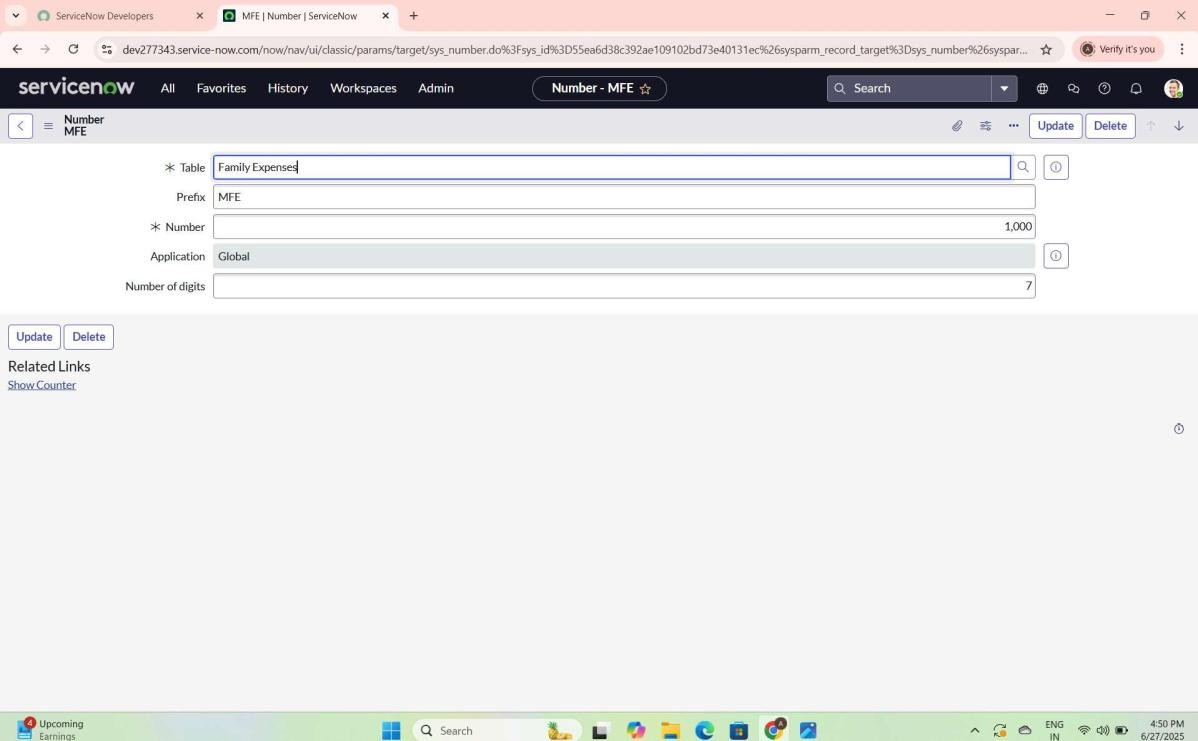 ServiceNow Developers
MFE | Number | ServiceNow
dev277343.service-now.com/now/nav/ui/classic/params/target/sys_number.do%3Fsys_id%3D55ea6d38c392ae109102bd73e40131ec%26sysparm_record_target%3Dsys_number%26syspar...
Verify it's you
servicenow All Favorites History Workspaces Admin
Number - MFE
Search
Number
MFE
Update Delete
* Table Family Expenses
Prefix MFE
* Number 1,000
Application Global
Number of digits 7
Update Delete
Related Links
Show Counter
4
Upcoming
Earnings
Search
ENG
IN
4:50 PM
6/27/2025